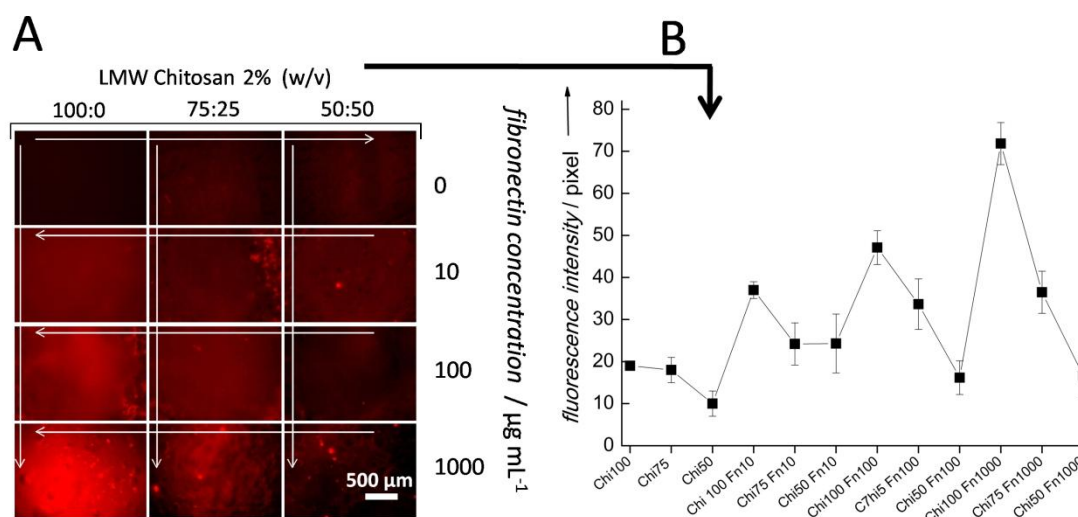 A
LMW Chitosan 2% (w/v)
100:0 75:25 50:50
0
10
100
1000
500 μm
fibronectin concentration / μg mL-1
B
fluorescence intensity / pixel
80
70
60
50
40
30
20
10
0
Chi100
Chi75
Chi50
Chi 100 Fn10
Chi75 Fn10
Chi50 Fn10
Chi100 Fn100
C7hi5 Fn100
Chi50 Fn100
Chi100 Fn1000
Chi75 Fn1000
Chi50 Fn1000